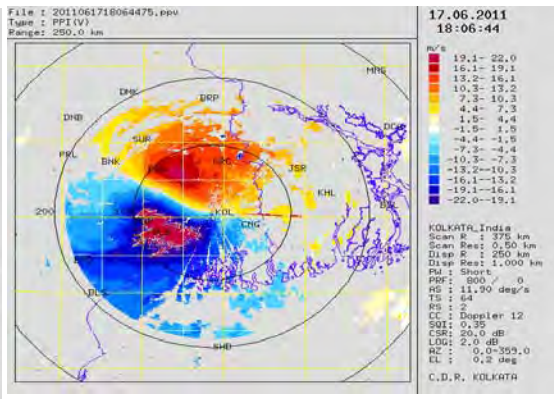 File : 2011061718064475.ppv
Type : PPI(V)
Range: 250.0 km
17.06.2011
18:06:44
m/s
19.1- 22.0
16.1- 19.1
13.2- 16.1
10.3- 13.2
7.3- 10.3
4.4- 7.3
1.5- 4.4
-1.5- 1.5
-4.4- -1.5
-7.3- -4.4
-10.3- -7.3
-13.2--10.3
-16.1--13.2
-19.1--16.1
-22.0--19.1
MNG
DMK
DRP
DNB
SUR
PRL
BNK
JSR
KHL
200
KOL
CNG
BLS
SHD
KOLKATA_India
Scan R : 375 km
Scan Res: 0.50 km
Disp R : 250 km
Disp Res: 1.000 km
PW : Short
PRF: 800 / 0
AS : 11.90 deg/s
TS : 64
RS : 2
CC : Doppler 12
SQI: 0.35
CSR: 20.0 dB
LOG: 2.0 dB
AZ : 0.0-359.0
EL : 0.2 deg
C.D.R. KOLKATA